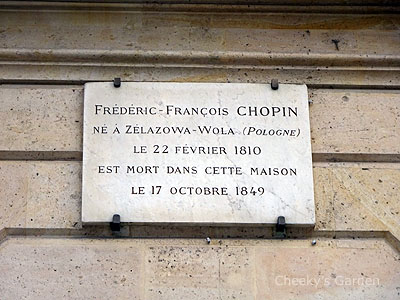 Frédéric-François CHOPIN
né à Zélazowa-Wola (Pologne)
le 22 février 1810
est mort dans cette maison
le 17 octobre 1849
Cheeky's Garden